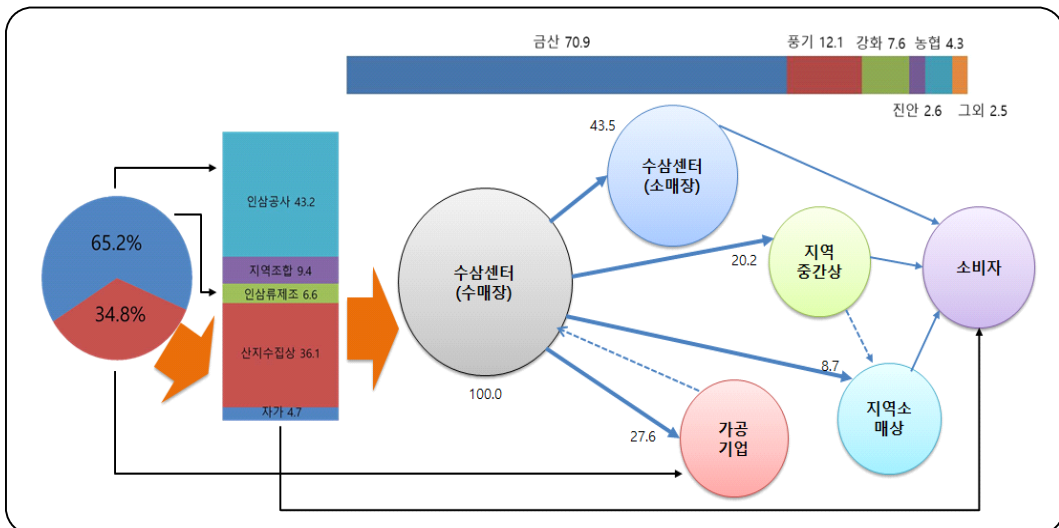 금산 70.9
풍기 12.1
강화 7.6
농협 4.3
진안 2.6
그외 2.5
65.2%
34.8%
인삼공사 43.2
지역조합 9.4
인삼류제조 6.6
산지수집상 36.1
자가 4.7
수삼센터
(수매장)
100.0
43.5
수삼센터
(소매장)
20.2
지역
중간상
소비자
8.7
지역소
매상
27.6
가공
기업